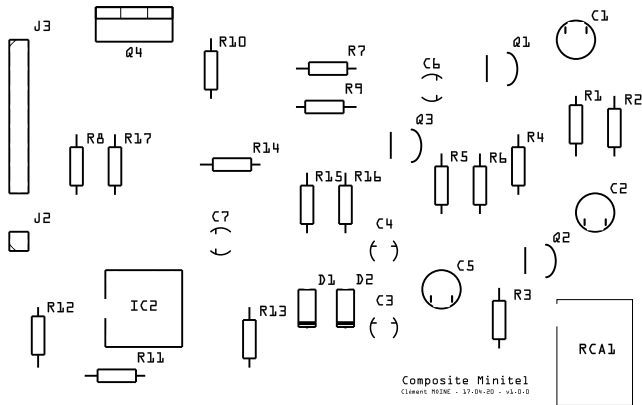 J3
Q4
R10
R7
C6
Q1
C1
R9
R1
R2
R8
R17
R14
Q3
R4
R5
R6
R15
R16
C2
J2
C7
C4
Q2
C5
D1
D2
R3
IC2
R12
R13
C3
R11
RCA1
Composite Minitel
Clément MOINE - 17.04.20 - v1.0.0